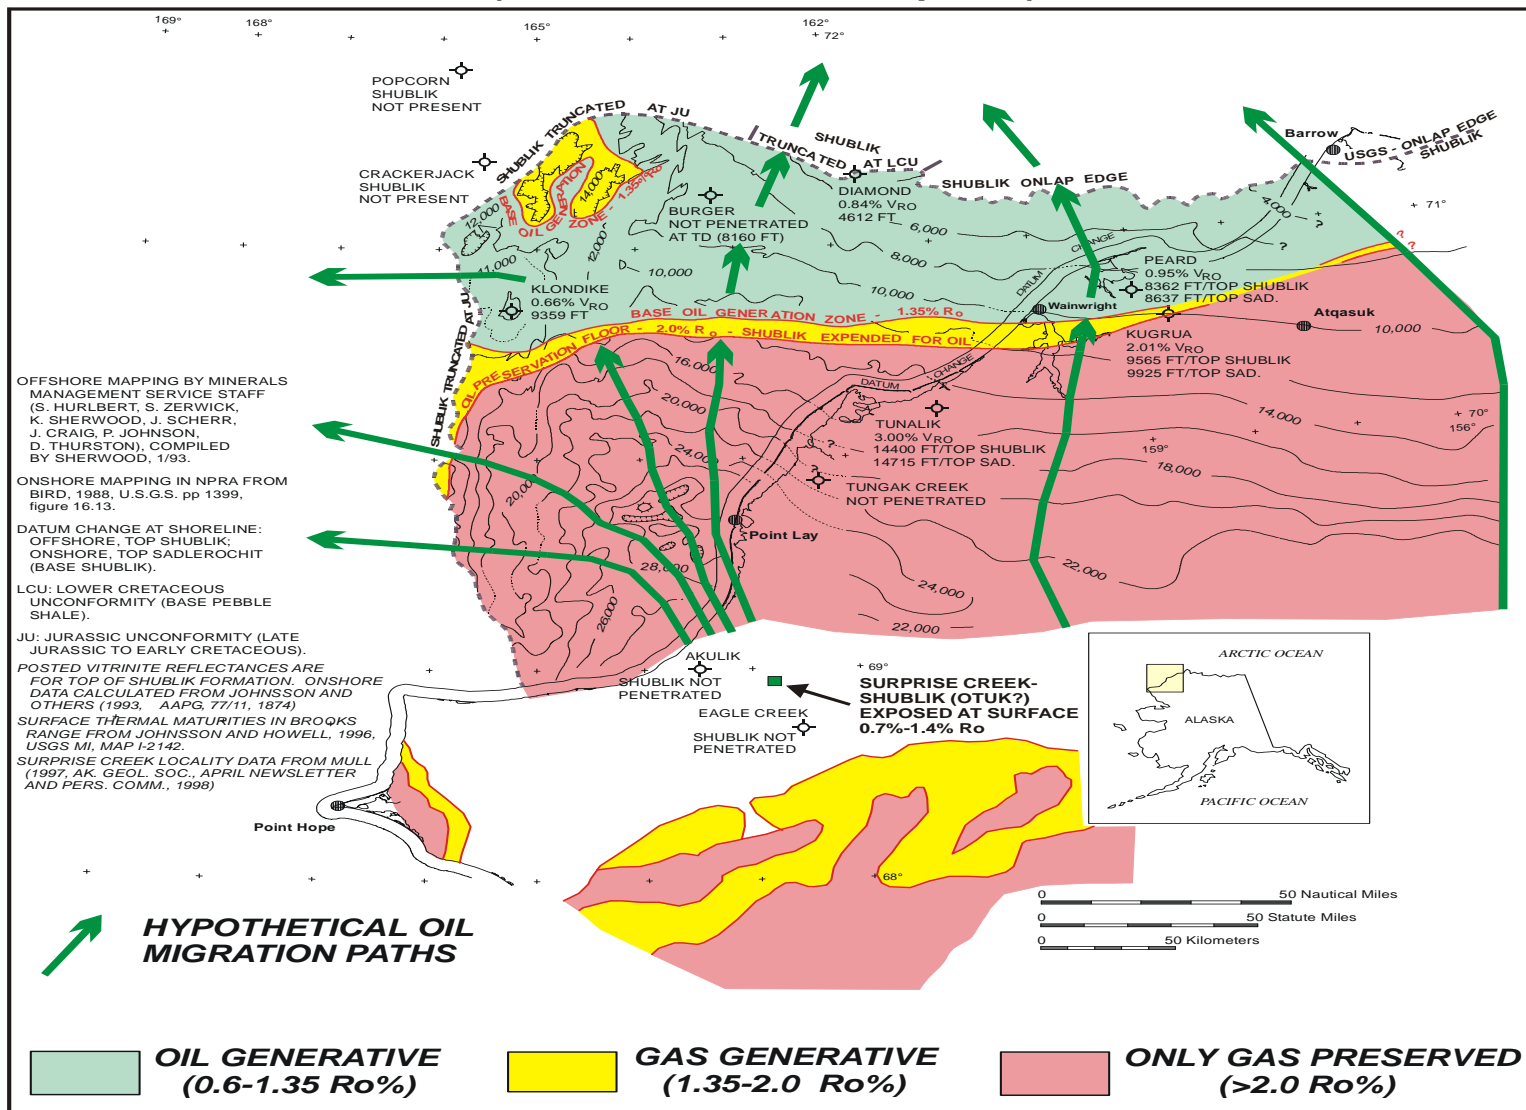 169°
168°
165°
162°
72°
POPCORN
SHUBLIK
NOT PRESENT
CRACKERJACK
SHUBLIK
NOT PRESENT
SHUBLIK TRUNCATED AT JU
SHUBLIK
TRUNCATED AT LCU
SHUBLIK ONLAP EDGE
Barrow
USGS - ONLAP EDGE
SHUBLIK
71°
BASE OIL GENERATION
ZONE - 1.35% Ro
14,000
12,000
12,000
11,000
10,000
BURGER
NOT PENETRATED
AT TD (8160 FT)
DIAMOND
0.84% VRO
4612 FT
4,000
6,000
8,000
10,000
DATUM CHANGE
?
?
?
?
PEARD
0.95% VRO
8362 FT/TOP SHUBLIK
8637 FT/TOP SAD.
KLONDIKE
0.66% VRO
9359 FT
Wainwright
Atqasuk
10,000
BASE OIL GENERATION ZONE - 1.35% Ro
OIL PRESERVATION FLOOR - 2.0% Ro - SHUBLIK EXPENDED FOR OIL
KUGRUA
2.01% VRO
9565 FT/TOP SHUBLIK
9925 FT/TOP SAD.
SHUBLIK TRUNCATED AT JU
16,000
20,000
24,000
DATUM CHANGE
TUNALIK
3.00% VRO
14400 FT/TOP SHUBLIK
14715 FT/TOP SAD.
?
?
14,000
70°
156°
159°
18,000
TUNGAK CREEK
NOT PENETRATED
20,000
Point Lay
28,000
26,000
24,000
22,000
22,000
OFFSHORE MAPPING BY MINERALS
MANAGEMENT SERVICE STAFF
(S. HURLBERT, S. ZERWICK,
K. SHERWOOD, J. SCHERR,
J. CRAIG, P. JOHNSON,
D. THURSTON), COMPILED
BY SHERWOOD, 1/93.
ONSHORE MAPPING IN NPRA FROM
BIRD, 1988, U.S.G.S. pp 1399,
figure 16.13.
DATUM CHANGE AT SHORELINE:
OFFSHORE, TOP SHUBLIK;
ONSHORE, TOP SADLEROCHIT
(BASE SHUBLIK).
LCU: LOWER CRETACEOUS
UNCONFORMITY (BASE PEBBLE
SHALE).
JU: JURASSIC UNCONFORMITY (LATE
JURASSIC TO EARLY CRETACEOUS).
POSTED VITRINITE REFLECTANCES ARE
FOR TOP OF SHUBLIK FORMATION. ONSHORE
DATA CALCULATED FROM JOHNSSON AND
OTHERS (1993, AAPG, 77/11, 1874)
SURFACE THERMAL MATURITIES IN BROOKS
RANGE FROM JOHNSSON AND HOWELL, 1996,
USGS MI, MAP I-2142.
SURPRISE CREEK LOCALITY DATA FROM MULL
(1997, AK. GEOL. SOC., APRIL NEWSLETTER
AND PERS. COMM., 1998)
AKULIK
SHUBLIK NOT
PENETRATED
69°
SURPRISE CREEK-
SHUBLIK (OTUK?)
EXPOSED AT SURFACE
0.7%-1.4% Ro
EAGLE CREEK
SHUBLIK NOT
PENETRATED
ARCTIC OCEAN
ALASKA
PACIFIC OCEAN
Point Hope
68°
0 50 Nautical Miles
0 50 Statute Miles
0 50 Kilometers
HYPOTHETICAL OIL
MIGRATION PATHS
OIL GENERATIVE
(0.6-1.35 Ro%)
GAS GENERATIVE
(1.35-2.0 Ro%)
ONLY GAS PRESERVED
(>2.0 Ro%)